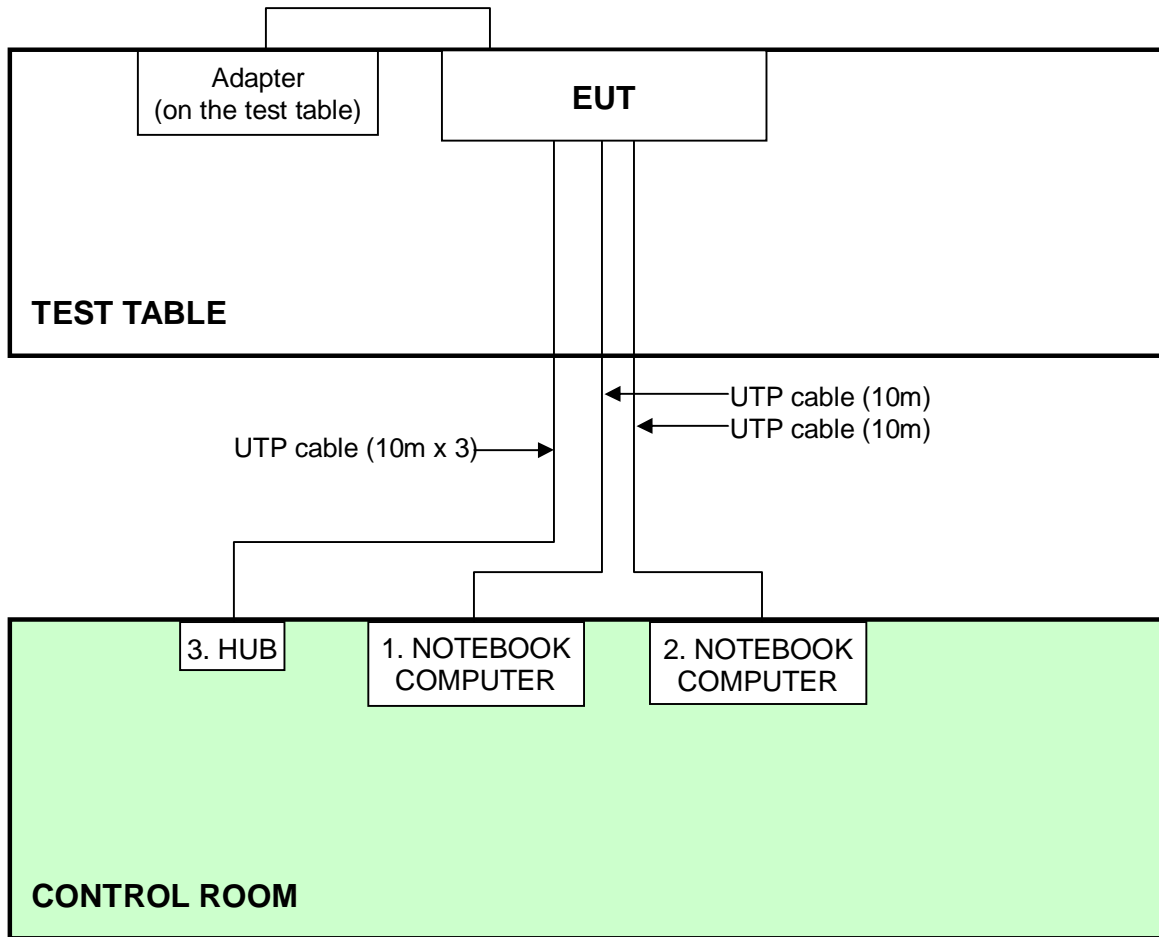 Adapter
(on the test table)
EUT
TEST TABLE
UTP cable (10m)
UTP cable (10m)
UTP cable (10m x 3)
3. HUB
1. NOTEBOOK
COMPUTER
2. NOTEBOOK
COMPUTER
CONTROL ROOM